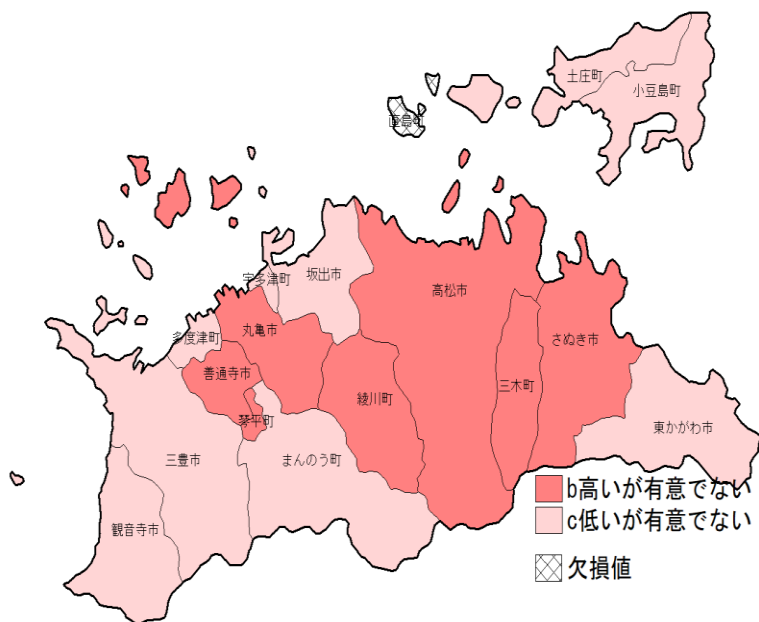 土庄町
小豆島町
直島町
宇多津町
坂出市
高松市
多度津町
丸亀市
さぬき市
善通寺市
三木町
綾川町
琴平町
東かがわ市
三豊市
まんのう町
観音寺市
b高いが有意でない
c低いが有意でない
欠損値